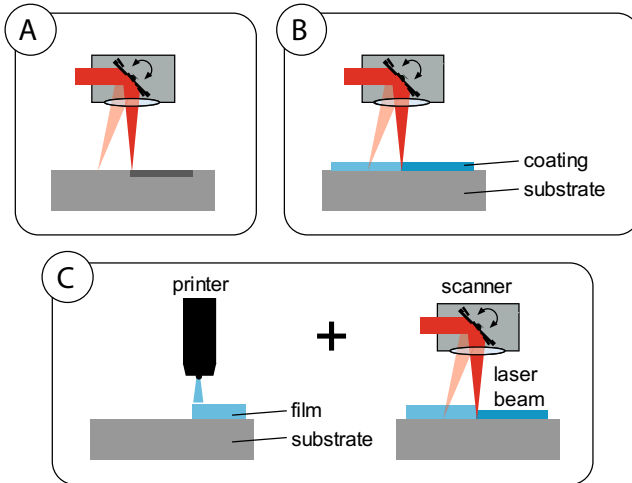 A
B
coating
substrate
C
printer
scanner
+
laser
beam
film
substrate